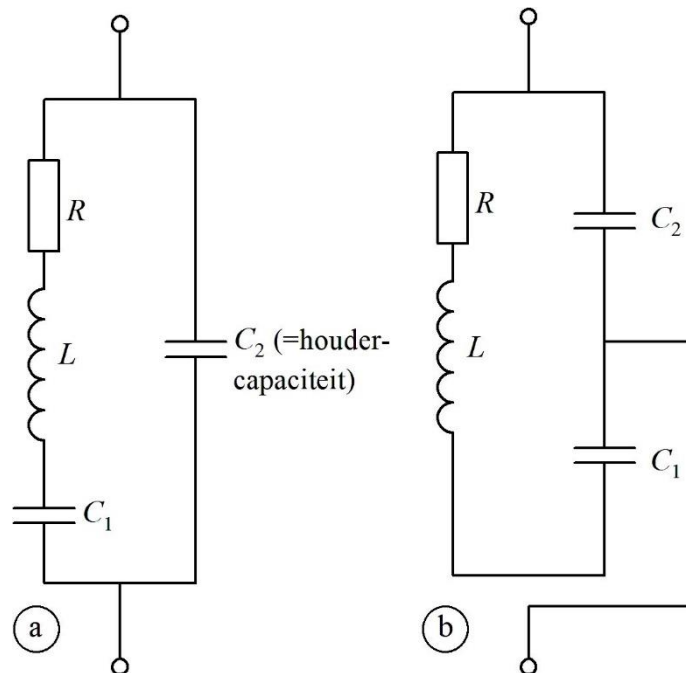 R
L
C₂ (=houder-
capaciteit)
C₁
a
R
L
C₂
C₁
b